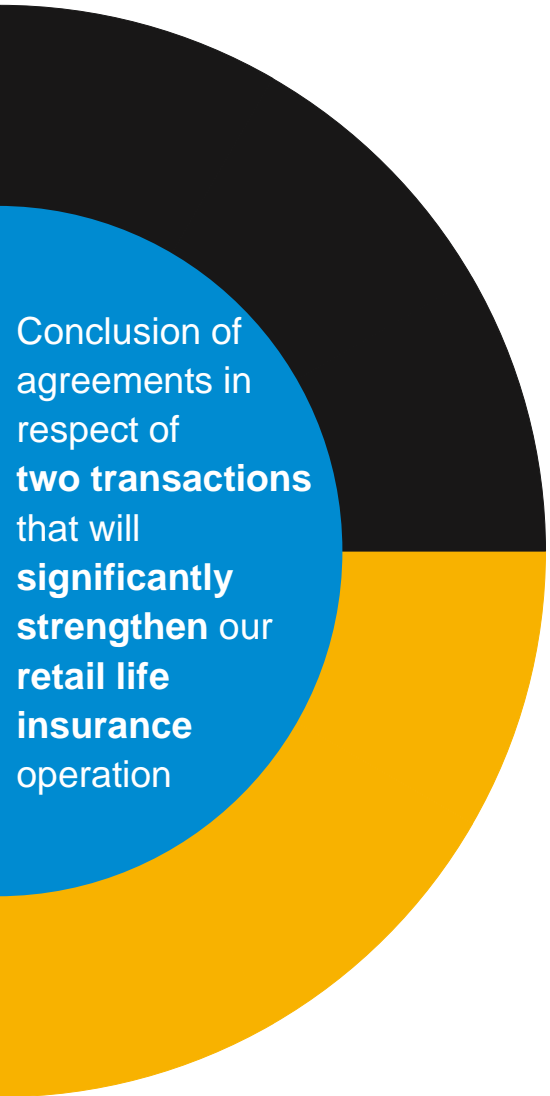 Conclusion of
agreements in
respect of
two transactions
that will
significantly
strengthen our
retail life
insurance
operation